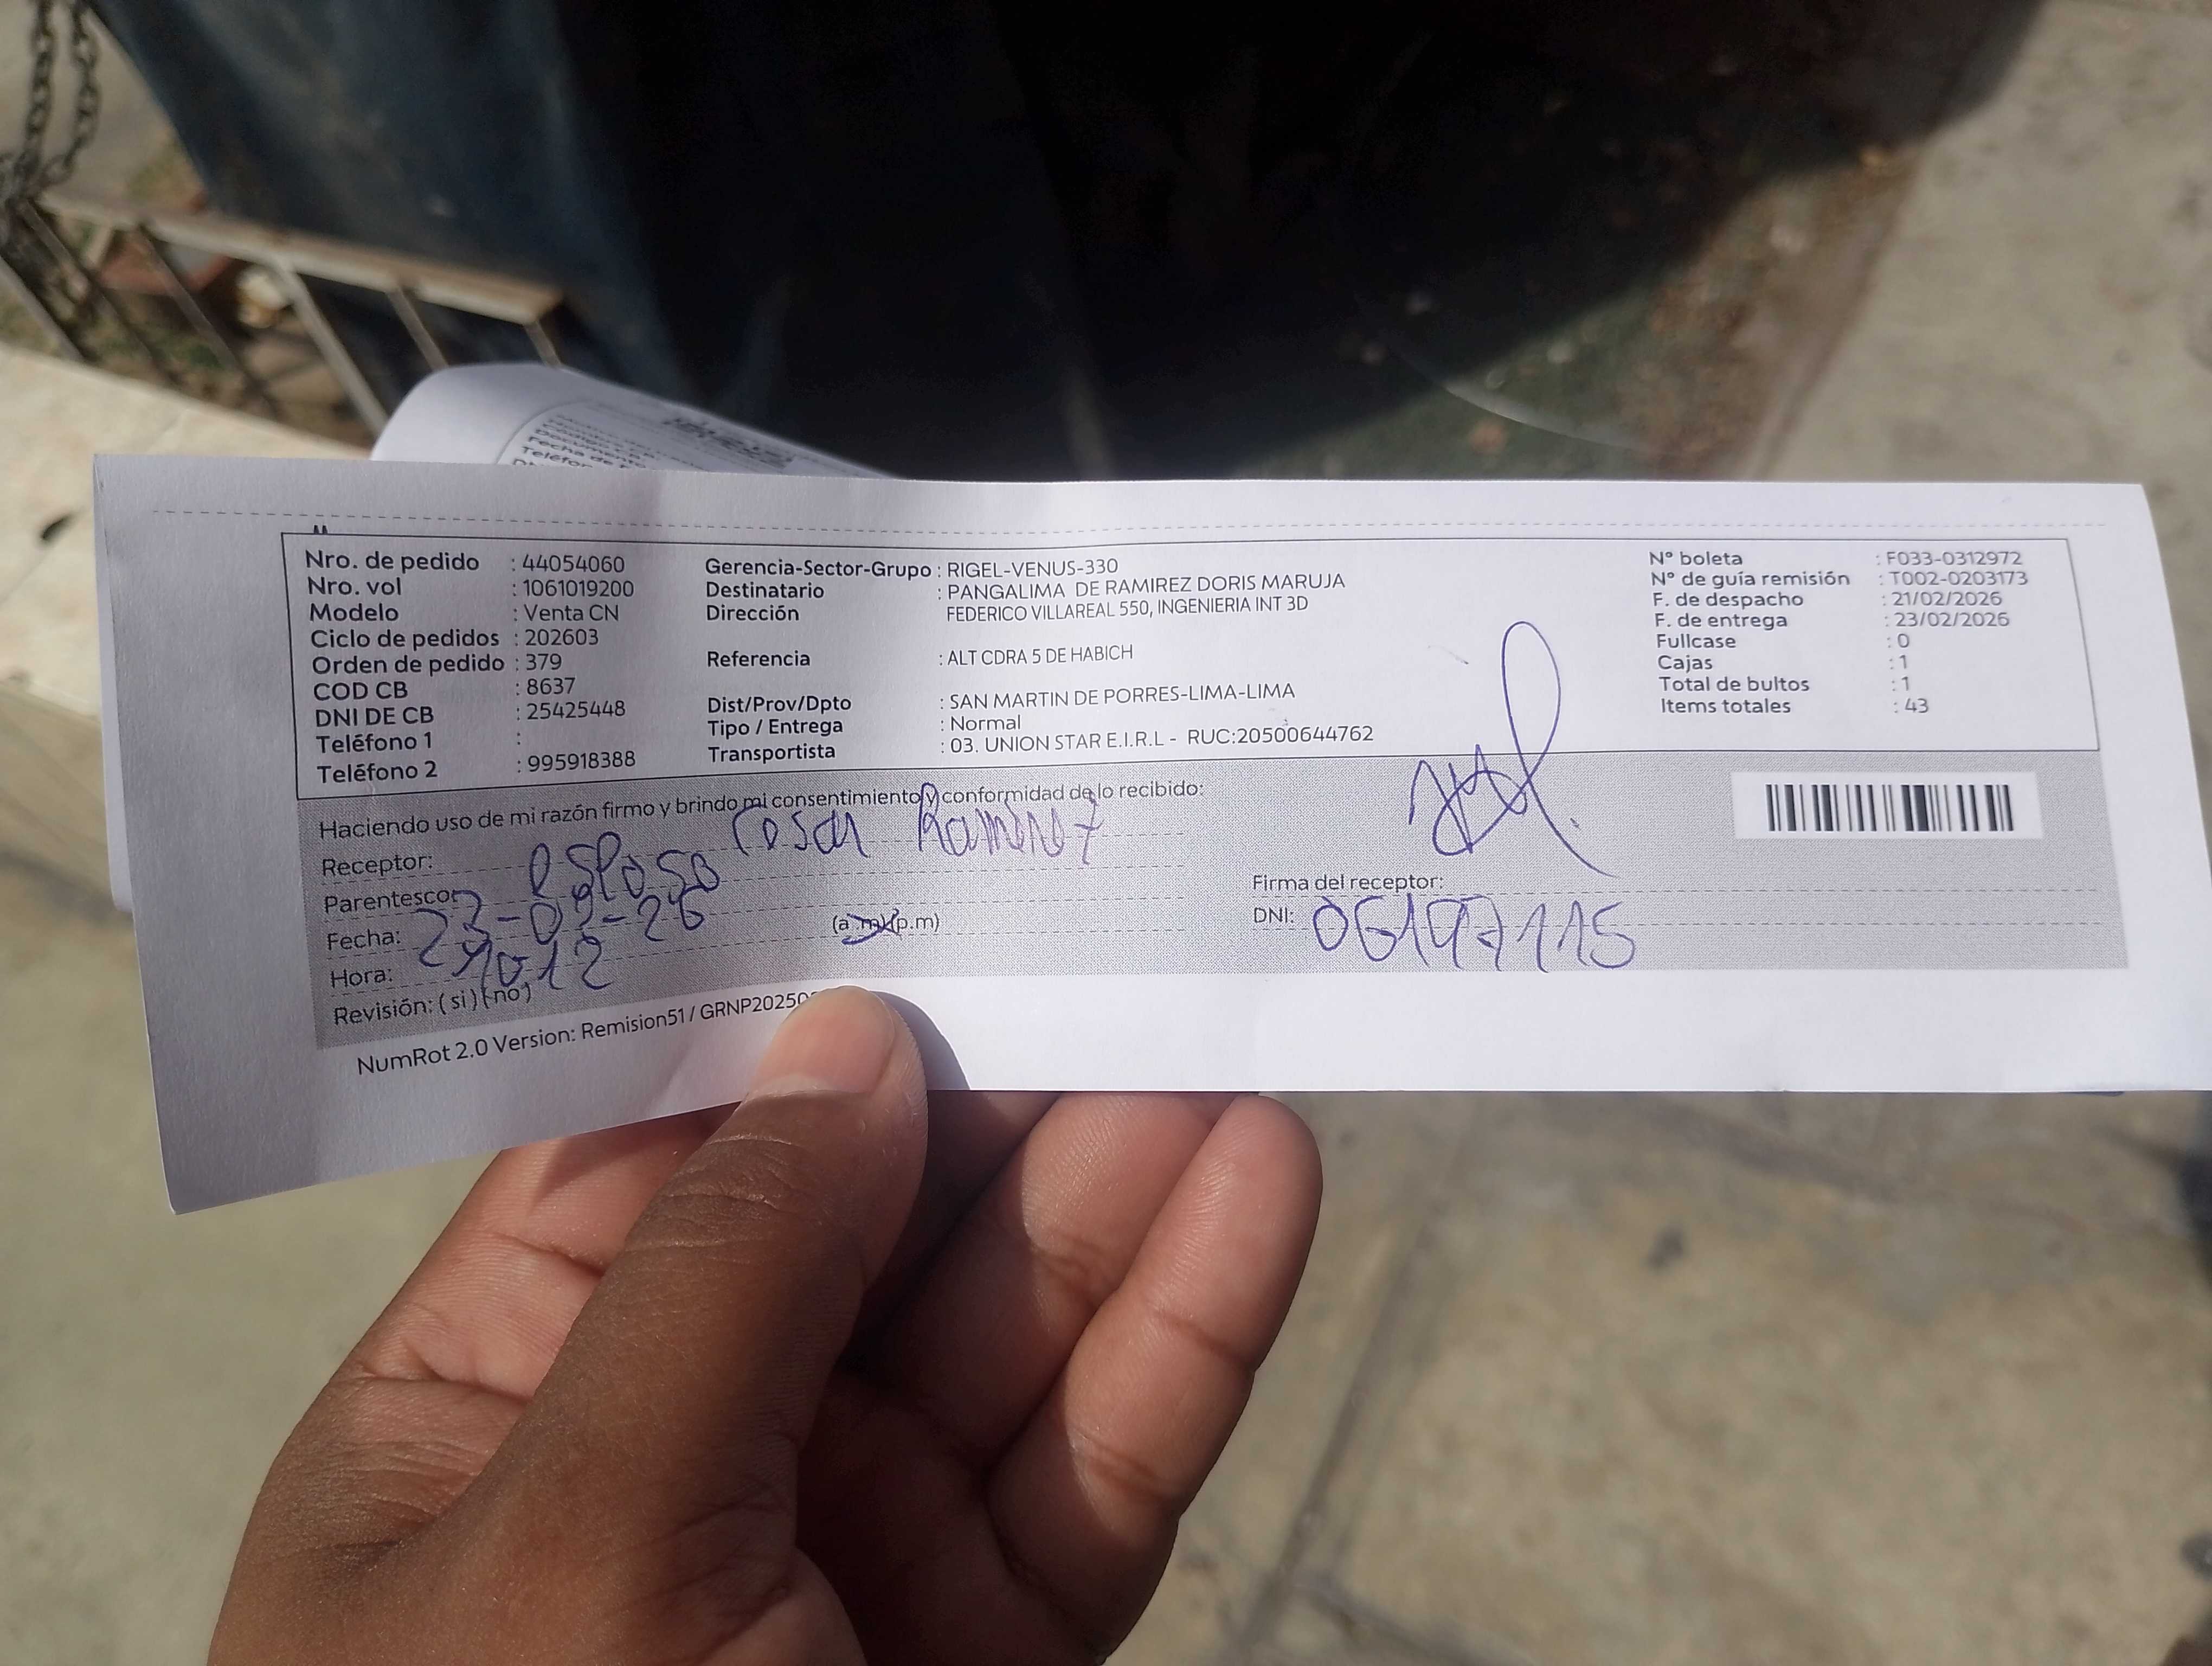 Nro. de pedido : 44054060
Nro. vol : 1061019200
Modelo : Venta CN
Ciclo de pedidos : 202603
Orden de pedido : 379
COD CB : 8637
DNI DE CB : 25425448
Teléfono 1 :
Teléfono 2 : 995918388
Gerencia-Sector-Grupo : RIGEL-VENUS-330
Destinatario : PANGALIMA DE RAMIREZ DORIS MARUJA
Dirección FEDERICO VILLAREAL 550, INGENIERIA INT 3D
Referencia : ALT CDRA 5 DE HABICH
Dist/Prov/Dpto : SAN MARTIN DE PORRES-LIMA-LIMA
Tipo / Entrega : Normal
Transportista : 03. UNION STAR E.I.R.L - RUC:20500644762
N° boleta : F033-0312972
N° de guía remisión : T002-0203173
F. de despacho : 21/02/2026
F. de entrega : 23/02/2026
Fullcase : 0
Cajas : 1
Total de bultos : 1
Items totales : 43
Haciendo uso de mi razón firmo y brindo mi consentimiento y conformidad de lo recibido:
Receptor: Cesar Ramirez
Parentesco: esposo
Fecha: 23-02-26 (a.m)(p.m)
Hora: 10:12
Revisión: (si) (no)
Firma del receptor:
DNI: 06197115
NumRot 2.0 Version: Remision51 / GRNP20250
Teléfon